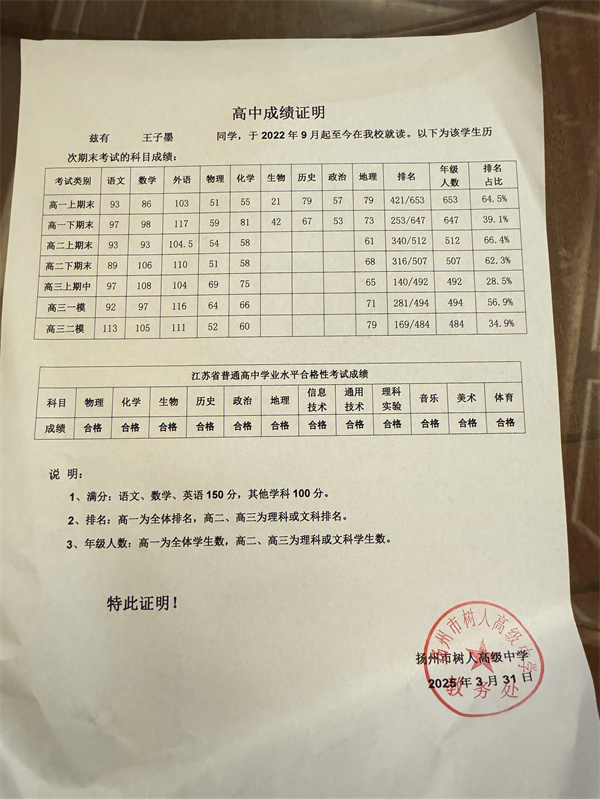 高中成绩证明
兹有 王子墨 同学，于 2022 年 9 月起至今在我校就读。以下为该学生历
次期末考试的科目成绩：
考试类别 语文 数学 外语 物理 化学 生物 历史 政治 地理 排名 年级人数 排名占比
高一上期末 93 86 103 51 55 21 79 57 79 421/653 653 64.5%
高一下期末 97 98 117 59 81 42 67 53 73 253/647 647 39.1%
高二上期末 93 93 104.5 54 58 61 340/512 512 66.4%
高二下期末 89 106 110 51 58 68 316/507 507 62.3%
高三上期中 97 108 104 69 75 65 140/492 492 28.5%
高三一模 92 97 116 64 66 71 281/494 494 56.9%
高三二模 113 105 111 52 60 79 169/484 484 34.9%
江苏省普通高中学业水平合格性考试成绩
科目 物理 化学 生物 历史 政治 地理 信息技术 通用技术 理科实验 音乐 美术 体育
成绩 合格 合格 合格 合格 合格 合格 合格 合格 合格 合格 合格 合格
说 明：
1、满分：语文、数学、英语 150 分，其他学科 100 分。
2、排名：高一为全体排名，高二、高三为理科或文科排名。
3、年级人数：高一为全体学生数，高二、高三为理科或文科学生数。
特此证明！
扬州市树人高级中学
2025 年 3 月 31 日
扬州市树人高级中学
教务处